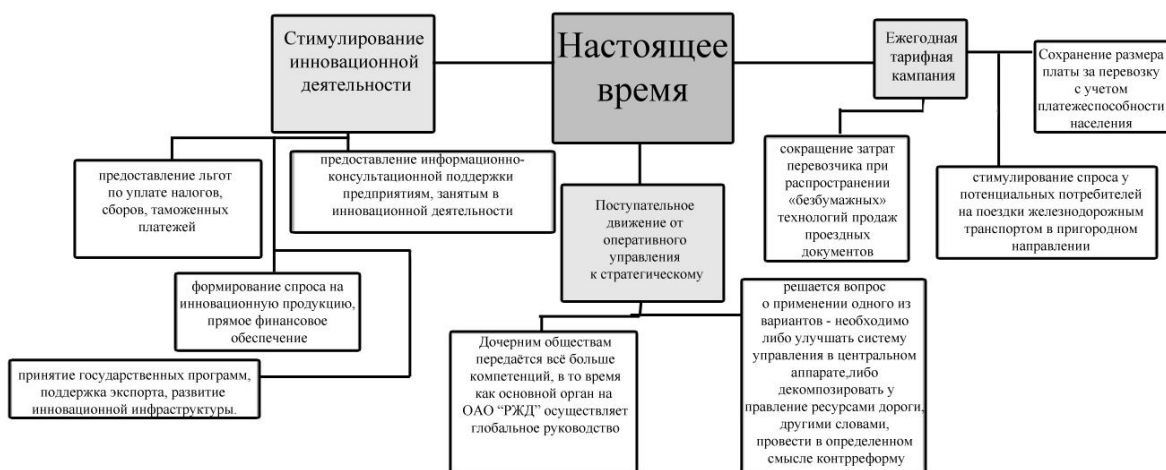 Стимулирование
инновационной
деятельности
Настоящее
время
Ежегодная
тарифная
кампания
Сохранение размера
платы за перевозку
с учетом
платежеспособности
населения
предоставление льгот
по уплате налогов,
сборов, таможенных
платежей
предоставление информационно-
консультационной поддержки
предприятиям, занятым в
инновационной деятельности
Поступательное
движение от
оперативного
управления
к стратегическому
сокращение затрат
перевозчика при
распространении
«безбумажных»
технологий продаж
проездных
документов
стимулирование спроса у
потенциальных потребителей
на поездки железнодорожным
транспортом в пригородном
направлении
формирование спроса на
инновационную продукцию,
прямое финансовое
обеспечение
принятие государственных программ,
поддержка экспорта, развитие
инновационной инфраструктуры.
Дочерним обществам
передаётся всё больше
компетенций, в то время
как основной орган на
ОАО “РЖД” осуществляет
глобальное руководство
решается вопрос
о применении одного из
вариантов - необходимо
либо улучшать систему
управления в центральном
аппарате,либо
декомпозировать у
правление ресурсами дороги,
другими словами,
провести в определенном
смысле контрреформу